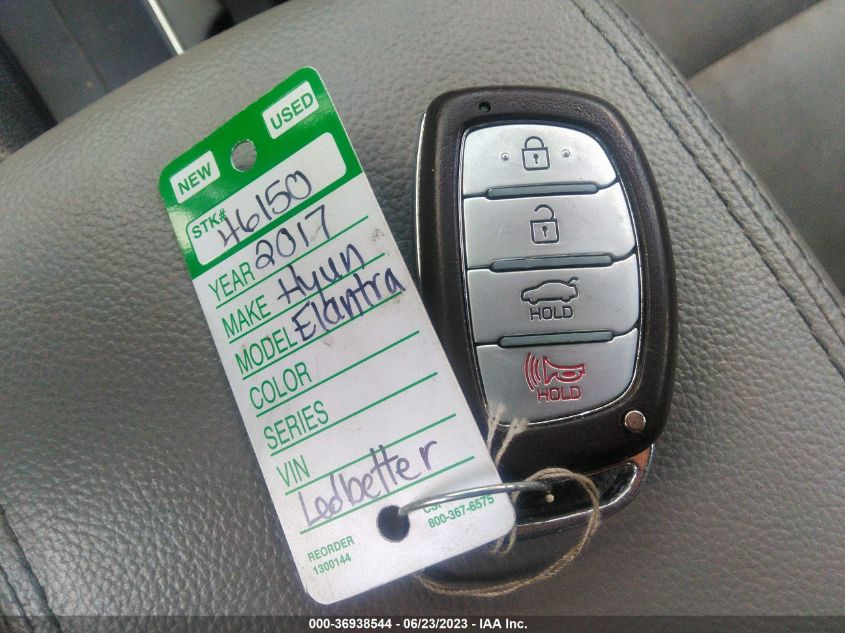 NEW
USED
STK# 46150
YEAR 2017
MAKE Hyun
MODEL Elantra
COLOR
SERIES
VIN
Ledbetter
REORDER
1300144
800-367-6575
HOLD
HOLD
000-36938544 -- 06/23/2023 -- IAA Inc.